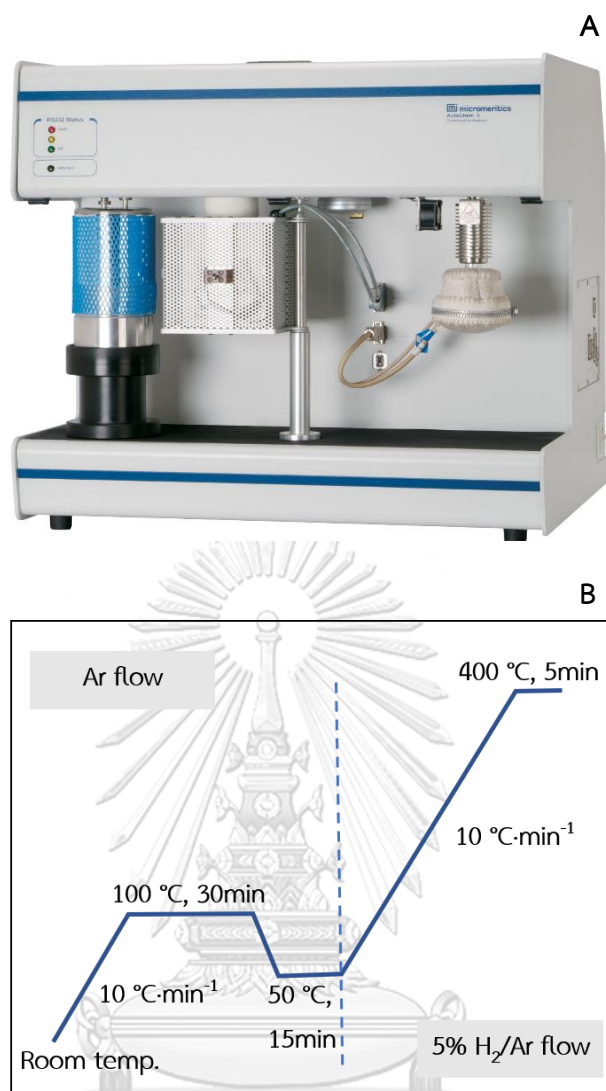 A
RS232 Status
micromeritics
AutoChem II
B
Ar flow
400 °C, 5min
10 °C·min⁻¹
100 °C, 30min
10 °C·min⁻¹
50 °C,
15min
Room temp.
5% H₂/Ar flow